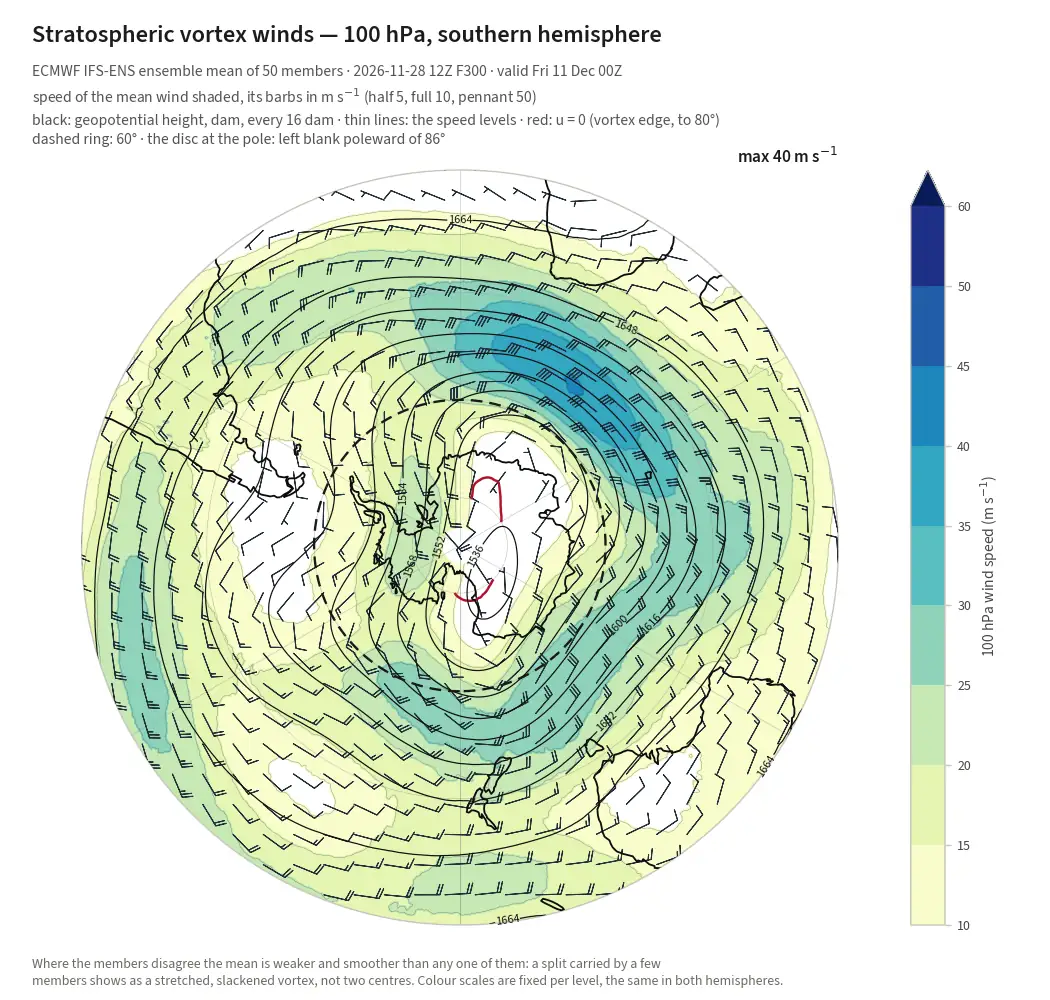 Stratospheric vortex winds — 100 hPa, southern hemisphere
ECMWF IFS-ENS ensemble mean of 50 members · 2026-11-28 12Z F300 · valid Fri 11 Dec 00Z
speed of the mean wind shaded, its barbs in m s⁻¹ (half 5, full 10, pennant 50)
black: geopotential height, dam, every 16 dam · thin lines: the speed levels · red: u = 0 (vortex edge, to 80°)
dashed ring: 60° · the disc at the pole: left blank poleward of 86°
max 40 m s⁻¹
1664
1648
1584
1552
1536
1568
1600
1616
1632
1664
1664
60
50
45
40
35
30
25
20
15
10
100 hPa wind speed (m s⁻¹)
Where the members disagree the mean is weaker and smoother than any one of them: a split carried by a few
members shows as a stretched, slackened vortex, not two centres. Colour scales are fixed per level, the same in both hemispheres.